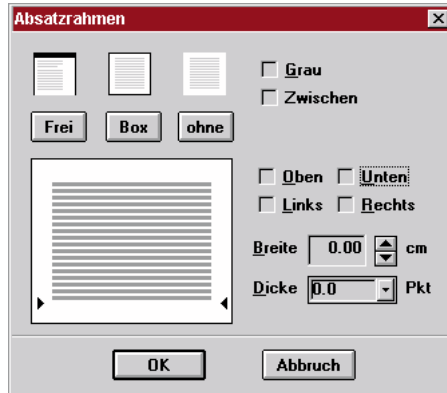 Absatzrahmen
Grau
Zwischen
Frei Box ohne
Oben Unten
Links Rechts
Breite 0.00 cm
Dicke 0.0 Pkt
OK Abbruch